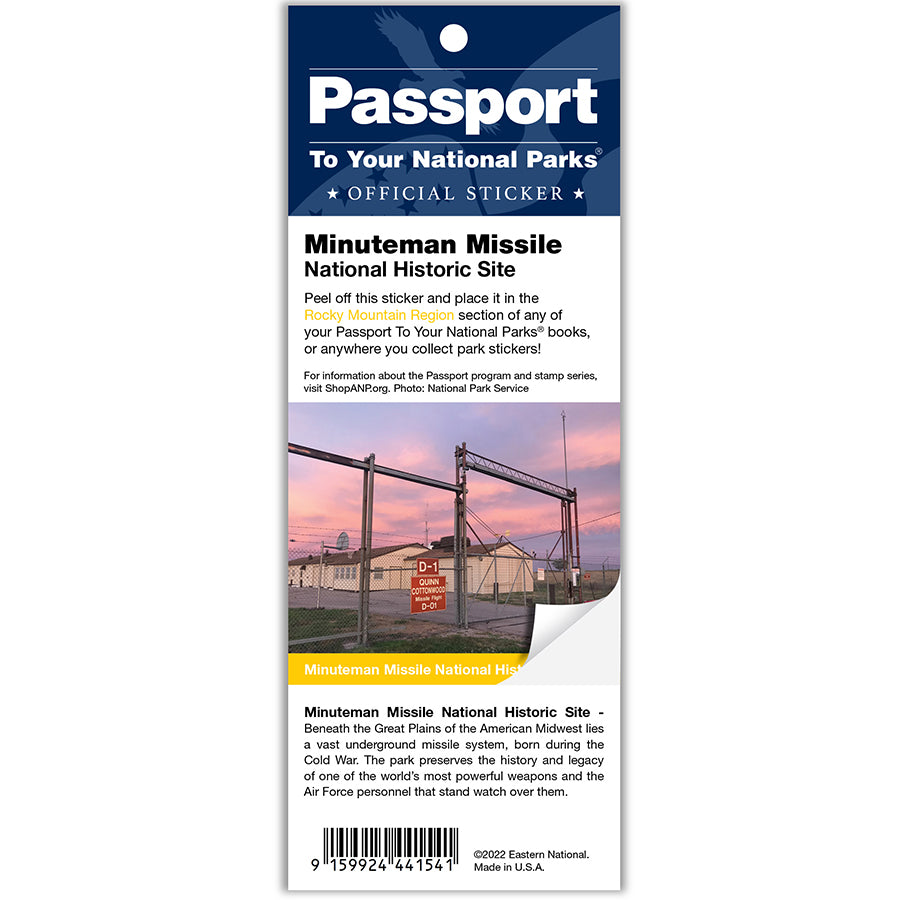 Passport
To Your National Parks®
★ OFFICIAL STICKER ★
Minuteman Missile
National Historic Site
Peel off this sticker and place it in the
Rocky Mountain Region section of any of
your Passport To Your National Parks® books,
or anywhere you collect park stickers!
For information about the Passport program and stamp series,
visit ShopANP.org. Photo: National Park Service
D-1
QUINN
COTTONWOOD
Missile Flight
D-01
Minuteman Missile National His
Minuteman Missile National Historic Site -
Beneath the Great Plains of the American Midwest lies
a vast underground missile system, born during the
Cold War. The park preserves the history and legacy
of one of the world's most powerful weapons and the
Air Force personnel that stand watch over them.
9 159924 441541
©2022 Eastern National.
Made in U.S.A.